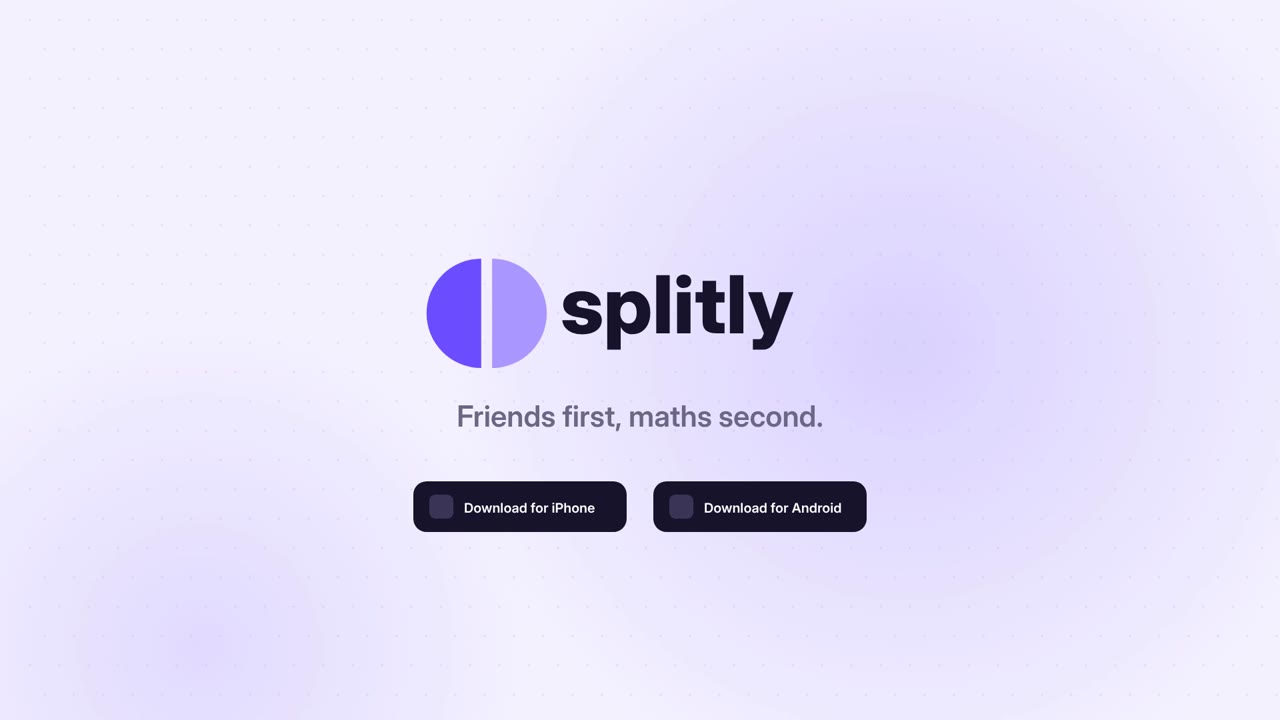 splitly
Friends first, maths second.
Download for iPhone
Download for Android